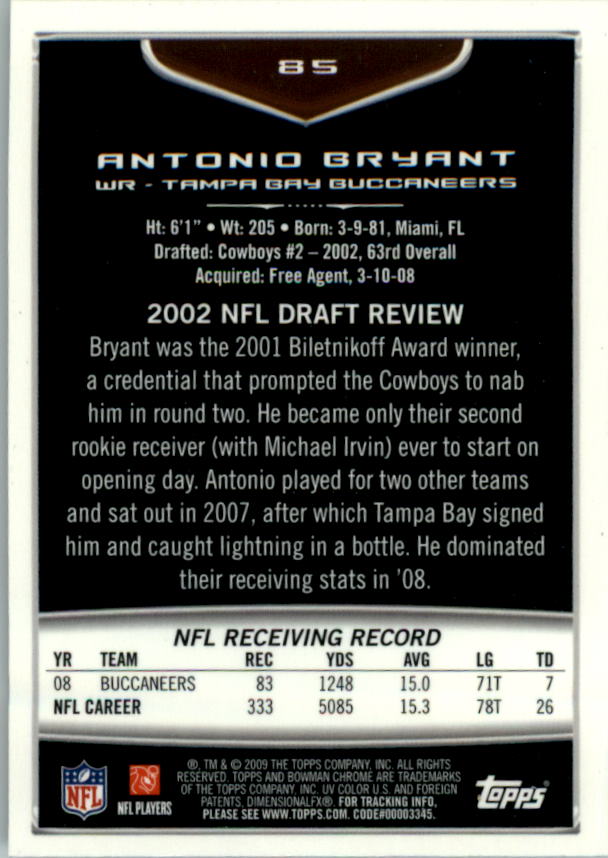 85
ANTONIO BRYANT
WR - TAMPA BAY BUCCANEERS
Ht: 6'1" • Wt: 205 • Born: 3-9-81, Miami, FL
Drafted: Cowboys #2 – 2002, 63rd Overall
Acquired: Free Agent, 3-10-08
2002 NFL DRAFT REVIEW
Bryant was the 2001 Biletnikoff Award winner,
a credential that prompted the Cowboys to nab
him in round two. He became only their second
rookie receiver (with Michael Irvin) ever to start on
opening day. Antonio played for two other teams
and sat out in 2007, after which Tampa Bay signed
him and caught lightning in a bottle. He dominated
their receiving stats in '08.
NFL RECEIVING RECORD
YR TEAM REC YDS AVG LG TD
08 BUCCANEERS 83 1248 15.0 71T 7
NFL CAREER 333 5085 15.3 78T 26
®, TM & © 2009 THE TOPPS COMPANY, INC. ALL RIGHTS
RESERVED. TOPPS AND BOWMAN CHROME ARE TRADEMARKS
OF THE TOPPS COMPANY, INC. UV COLOR U.S. AND FOREIGN
PATENTS, DIMENSIONALFX®. FOR TRACKING INFO,
PLEASE SEE WWW.TOPPS.COM. CODE#00003345.
NFL
NFL PLAYERS
TOPPS®